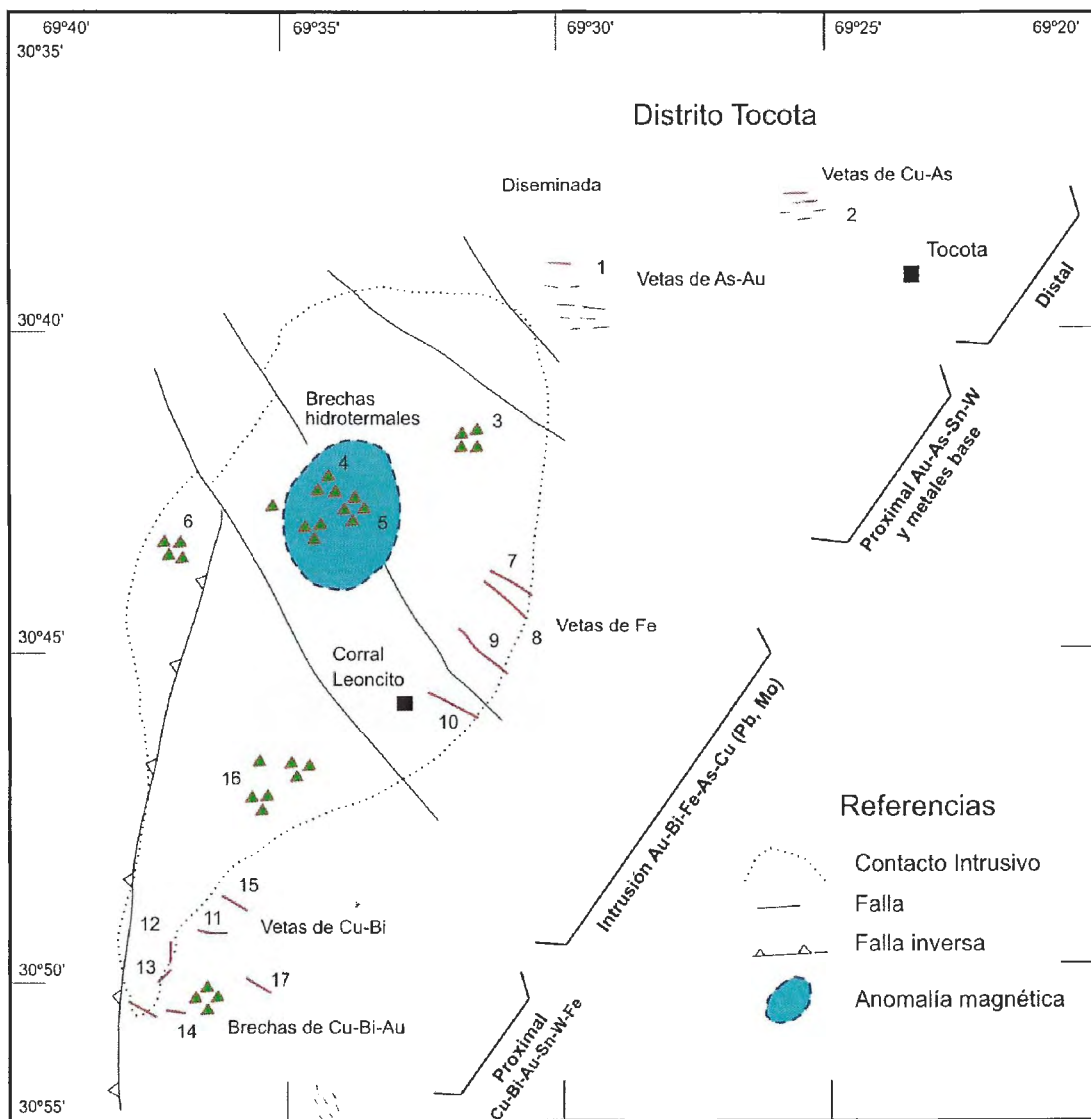 69°40'
69°35'
69°30'
69°25'
69°20'
30°35'
Distrito Tocota
Diseminada
Vetas de Cu-As
2
Tocota
1
Vetas de As-Au
Distal
30°40'
Brechas
hidrotermales
3
4
5
6
Proximal Au-As-Sn-W
y metales base
7
Vetas de Fe
8
9
30°45'
Corral
Leoncito
10
16
Intrusión Au-Bi-Fe-As-Cu (Pb, Mo)
Referencias
Contacto Intrusivo
Falla
Falla inversa
Anomalía magnética
15
12
11
Vetas de Cu-Bi
13
17
30°50'
14
Brechas de Cu-Bi-Au
Proximal
Cu-Bi-Au-Sn-W-Fe
30°55'